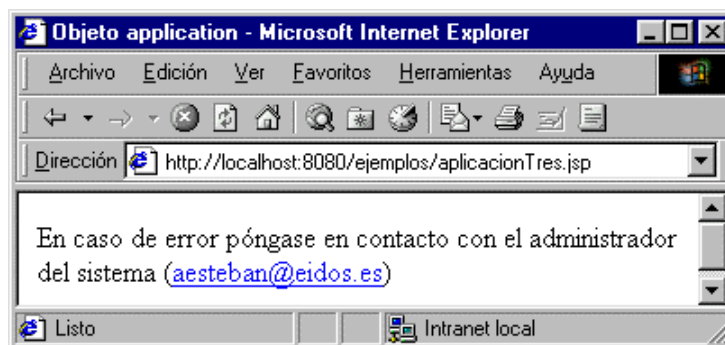 Objeto application - Microsoft Internet Explorer
Archivo Edición Ver Favoritos Herramientas Ayuda
Dirección http://localhost:8080/ejemplos/aplicacionTres.jsp
En caso de error póngase en contacto con el administrador
del sistema (aesteban@eidos.es)
Listo Intranet local